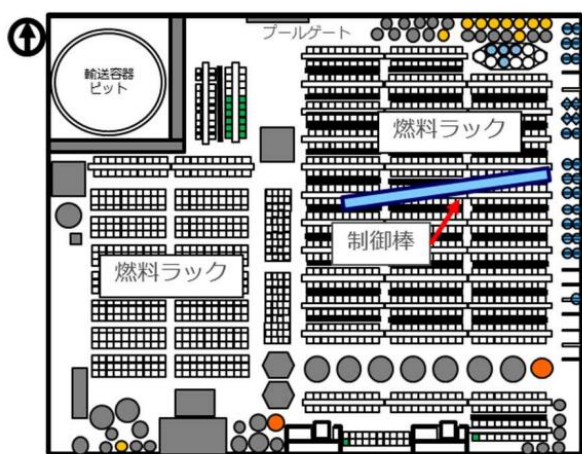 プールゲート
輸送容器
ピット
燃料ラック
制御棒
燃料ラック